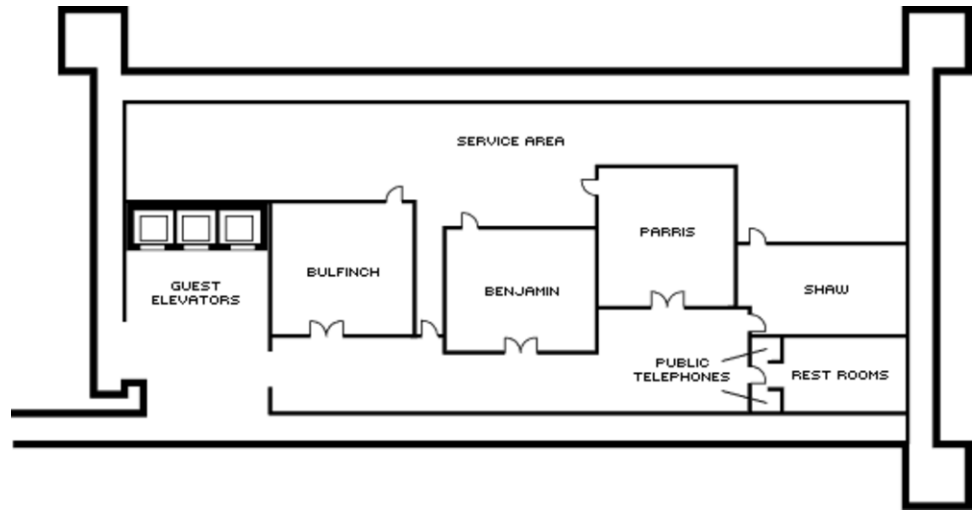 SERVICE AREA
PARRIS
BULFINCH
GUEST
ELEVATORS
BENJAMIN
SHAW
PUBLIC
TELEPHONES
REST ROOMS